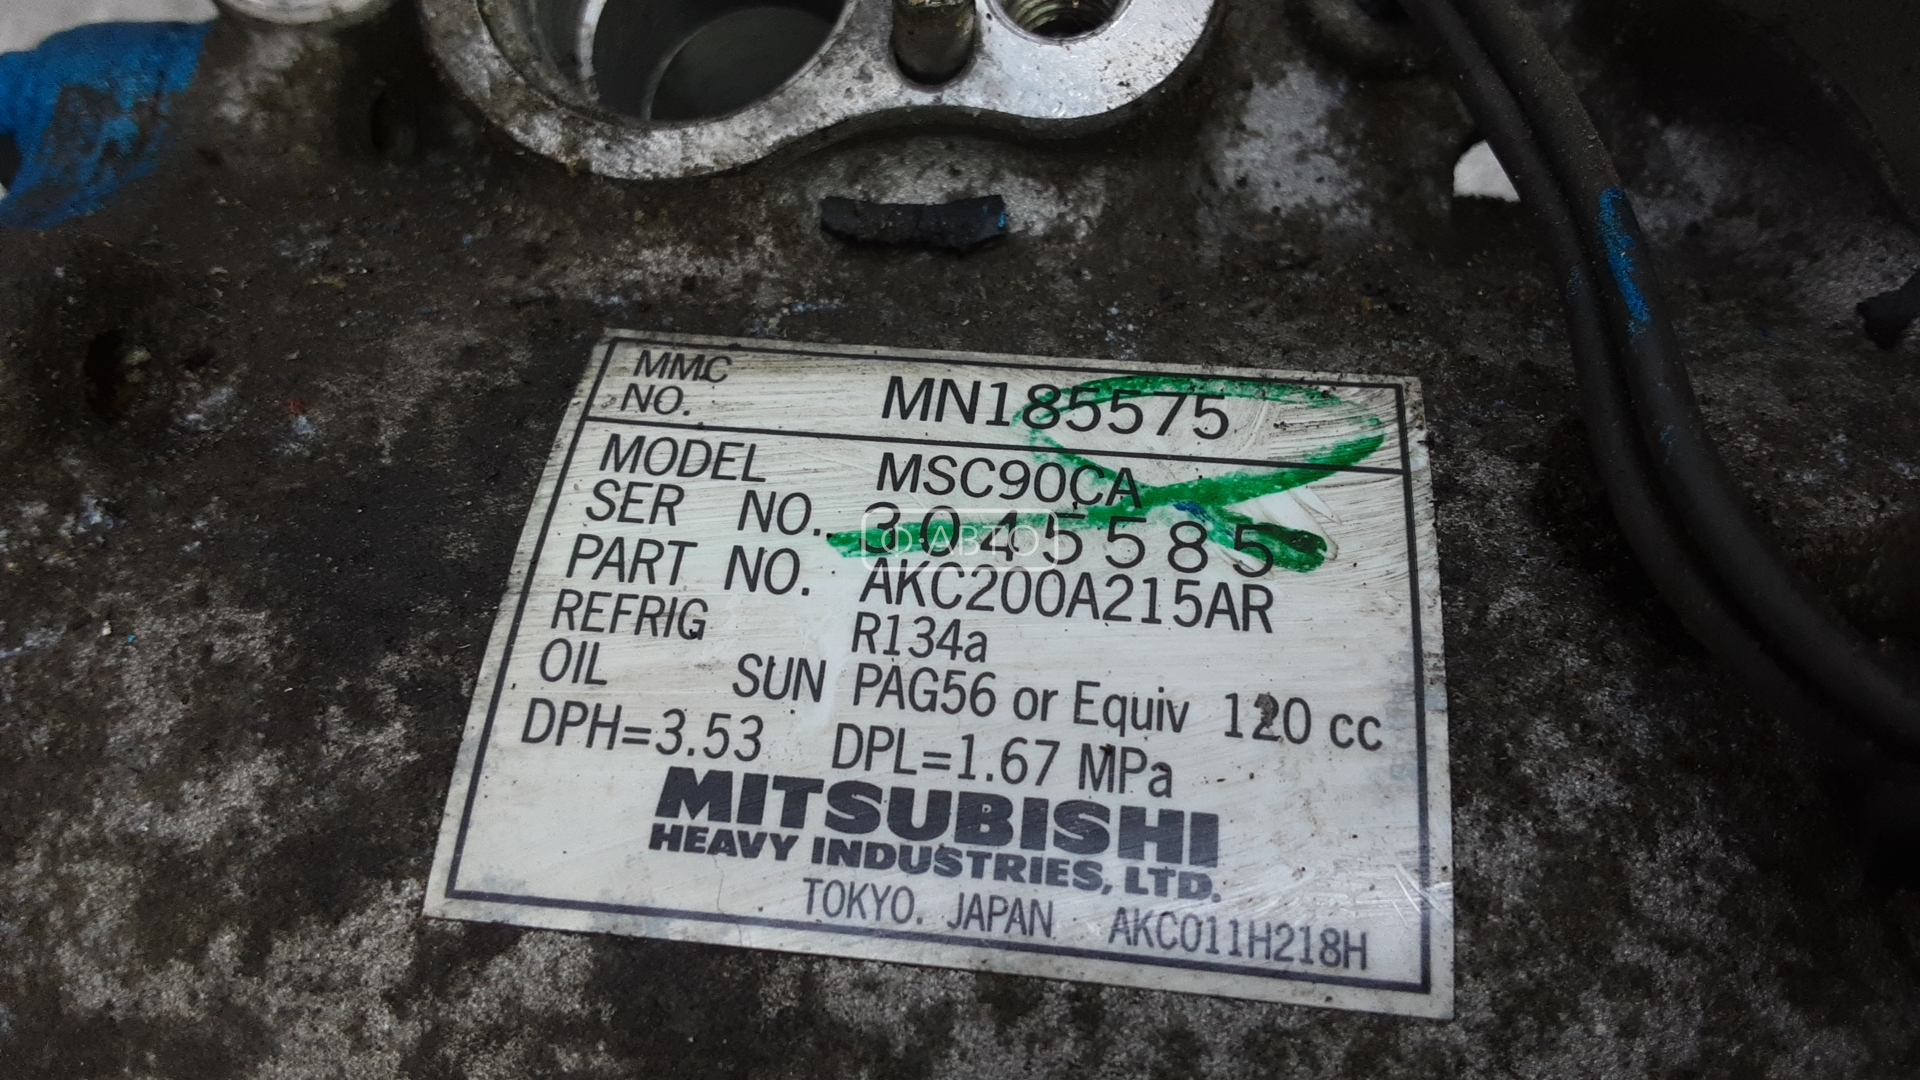 MMC
NO. MN185575
MODEL MSC90CA
SER NO. 3045585
PART NO. AKC200A215AR
REFRIG R134a
OIL SUN PAG56 or Equiv 120 cc
DPH=3.53 DPL=1.67 MPa
MITSUBISHI
HEAVY INDUSTRIES, LTD.
TOKYO. JAPAN AKC011H218H